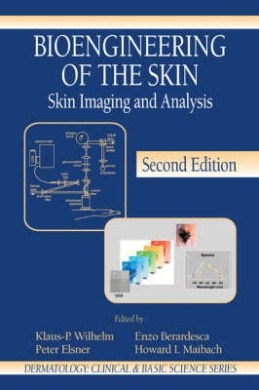 BIOENGINEERING
OF THE SKIN
Skin Imaging and Analysis
Second Edition
Edited by
Klaus-P. Wilhelm Enzo Berardesca
Peter Elsner Howard I. Maibach
DERMATOLOGY: CLINICAL & BASIC SCIENCE SERIES